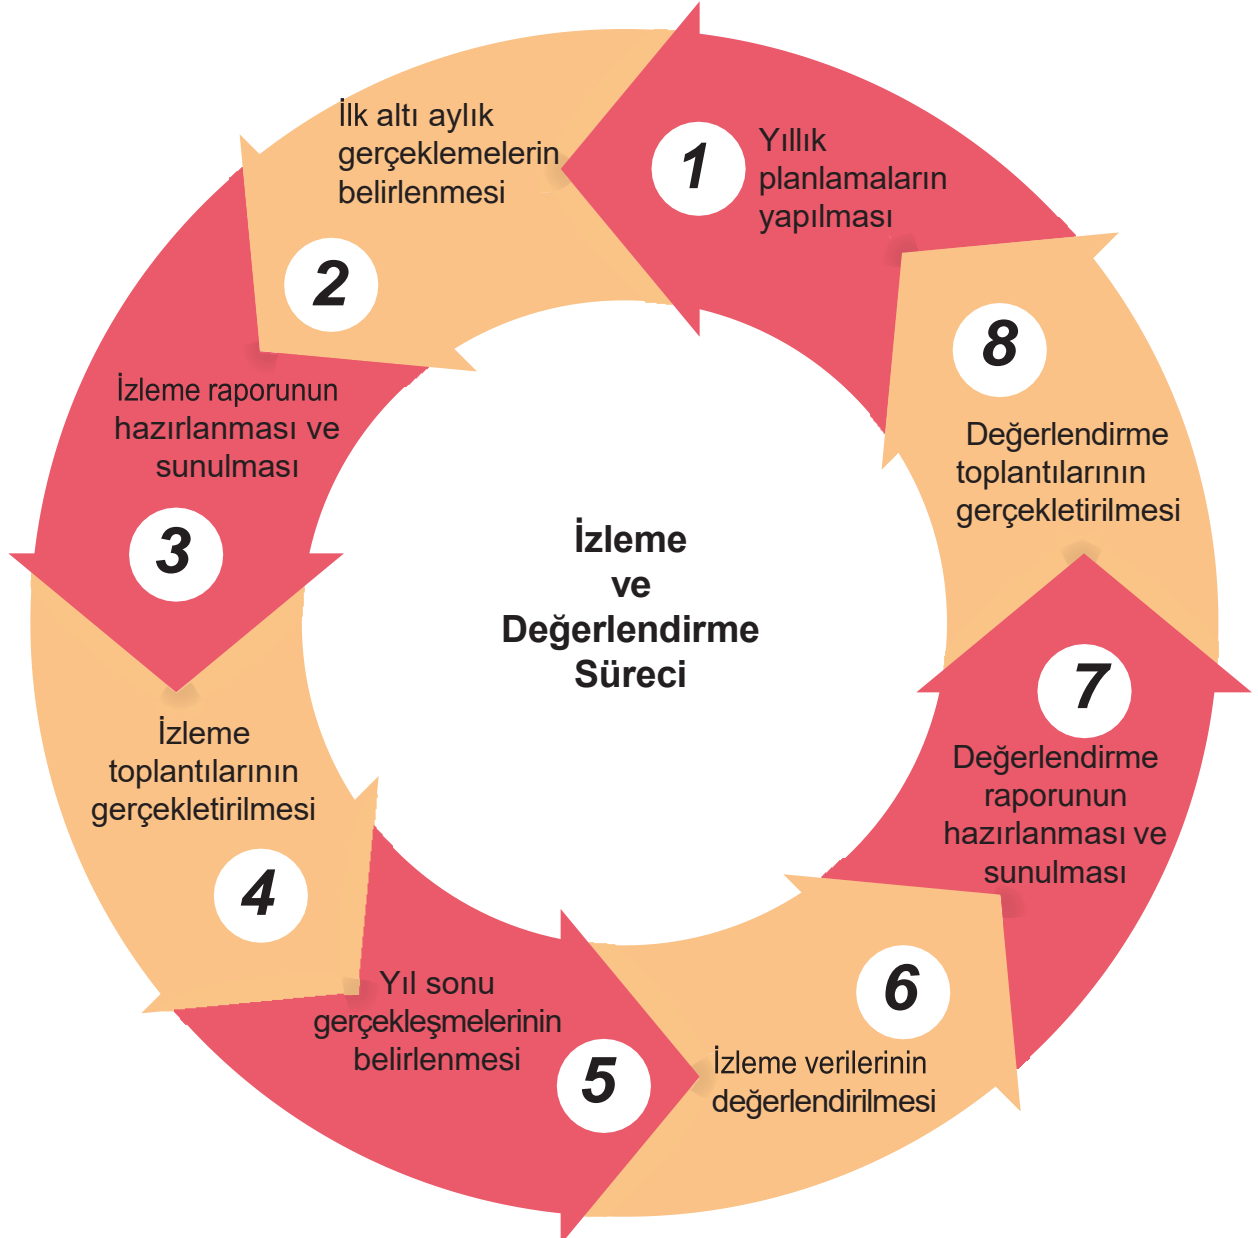 İzleme
ve
Değerlendirme
Süreci
1
Yıllık
planlamaların
yapılması
2
İlk altı aylık
gerçeklemelerin
belirlenmesi
3
İzleme raporunun
hazırlanması ve
sunulması
4
İzleme
toplantılarının
gerçekletirilmesi
5
Yıl sonu
gerçekleşmelerinin
belirlenmesi
6
İzleme verilerinin
değerlendirilmesi
7
Değerlendirme
raporunun
hazırlanması ve
sunulması
8
Değerlendirme
toplantılarının
gerçekletirilmesi